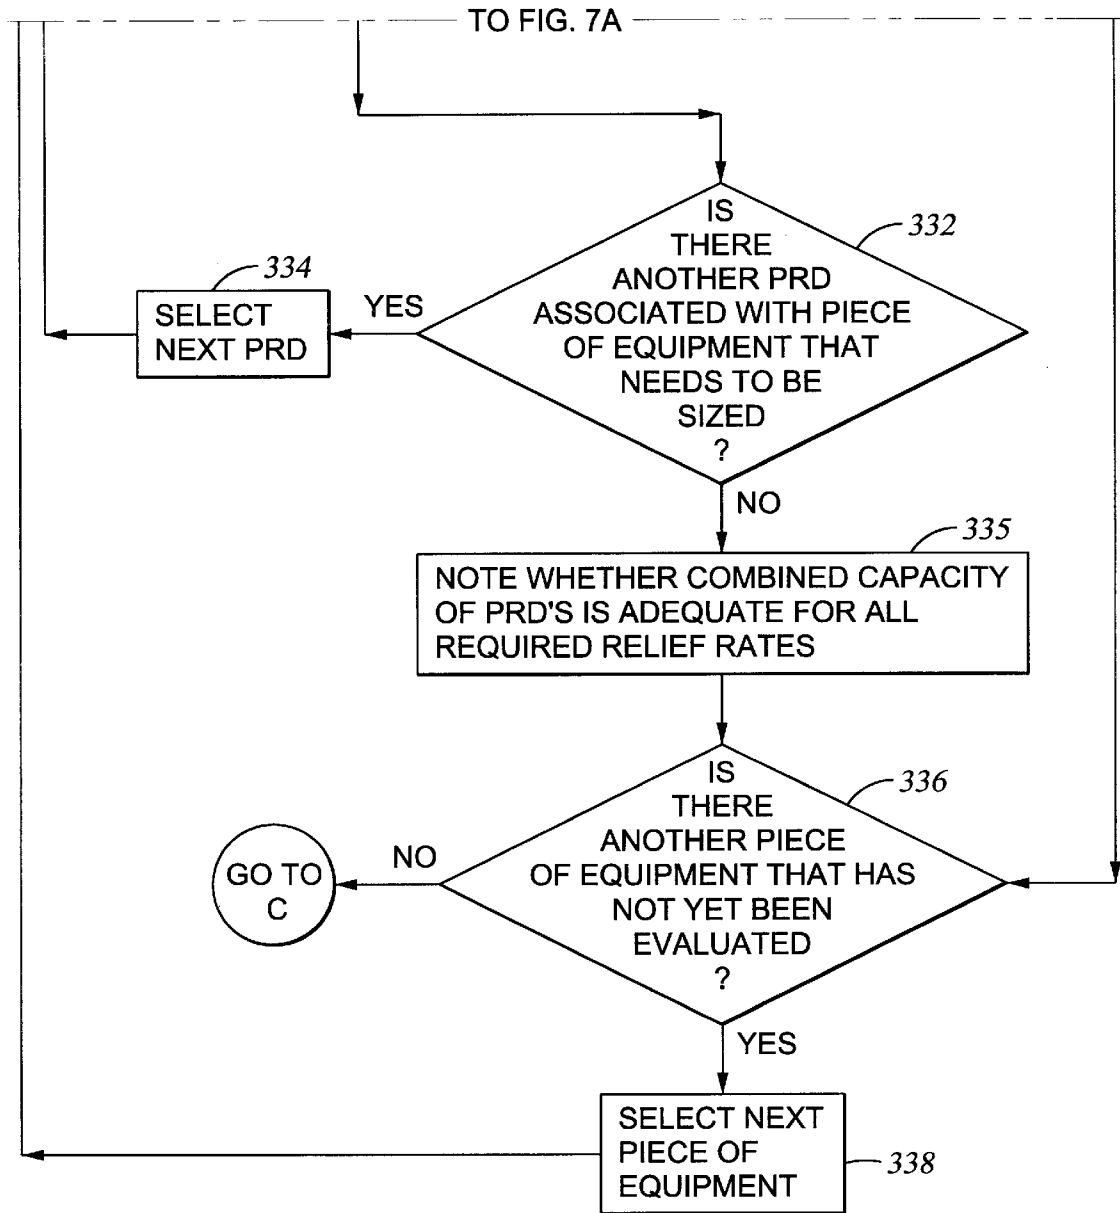 TO FIG. 7A
IS
THERE
ANOTHER PRD
ASSOCIATED WITH PIECE
OF EQUIPMENT THAT
NEEDS TO BE
SIZED
?
332
334
SELECT
NEXT PRD
YES
NO
335
NOTE WHETHER COMBINED CAPACITY
OF PRD'S IS ADEQUATE FOR ALL
REQUIRED RELIEF RATES
IS
THERE
ANOTHER PIECE
OF EQUIPMENT THAT HAS
NOT YET BEEN
EVALUATED
?
336
NO
GO TO
C
YES
SELECT NEXT
PIECE OF
EQUIPMENT
338